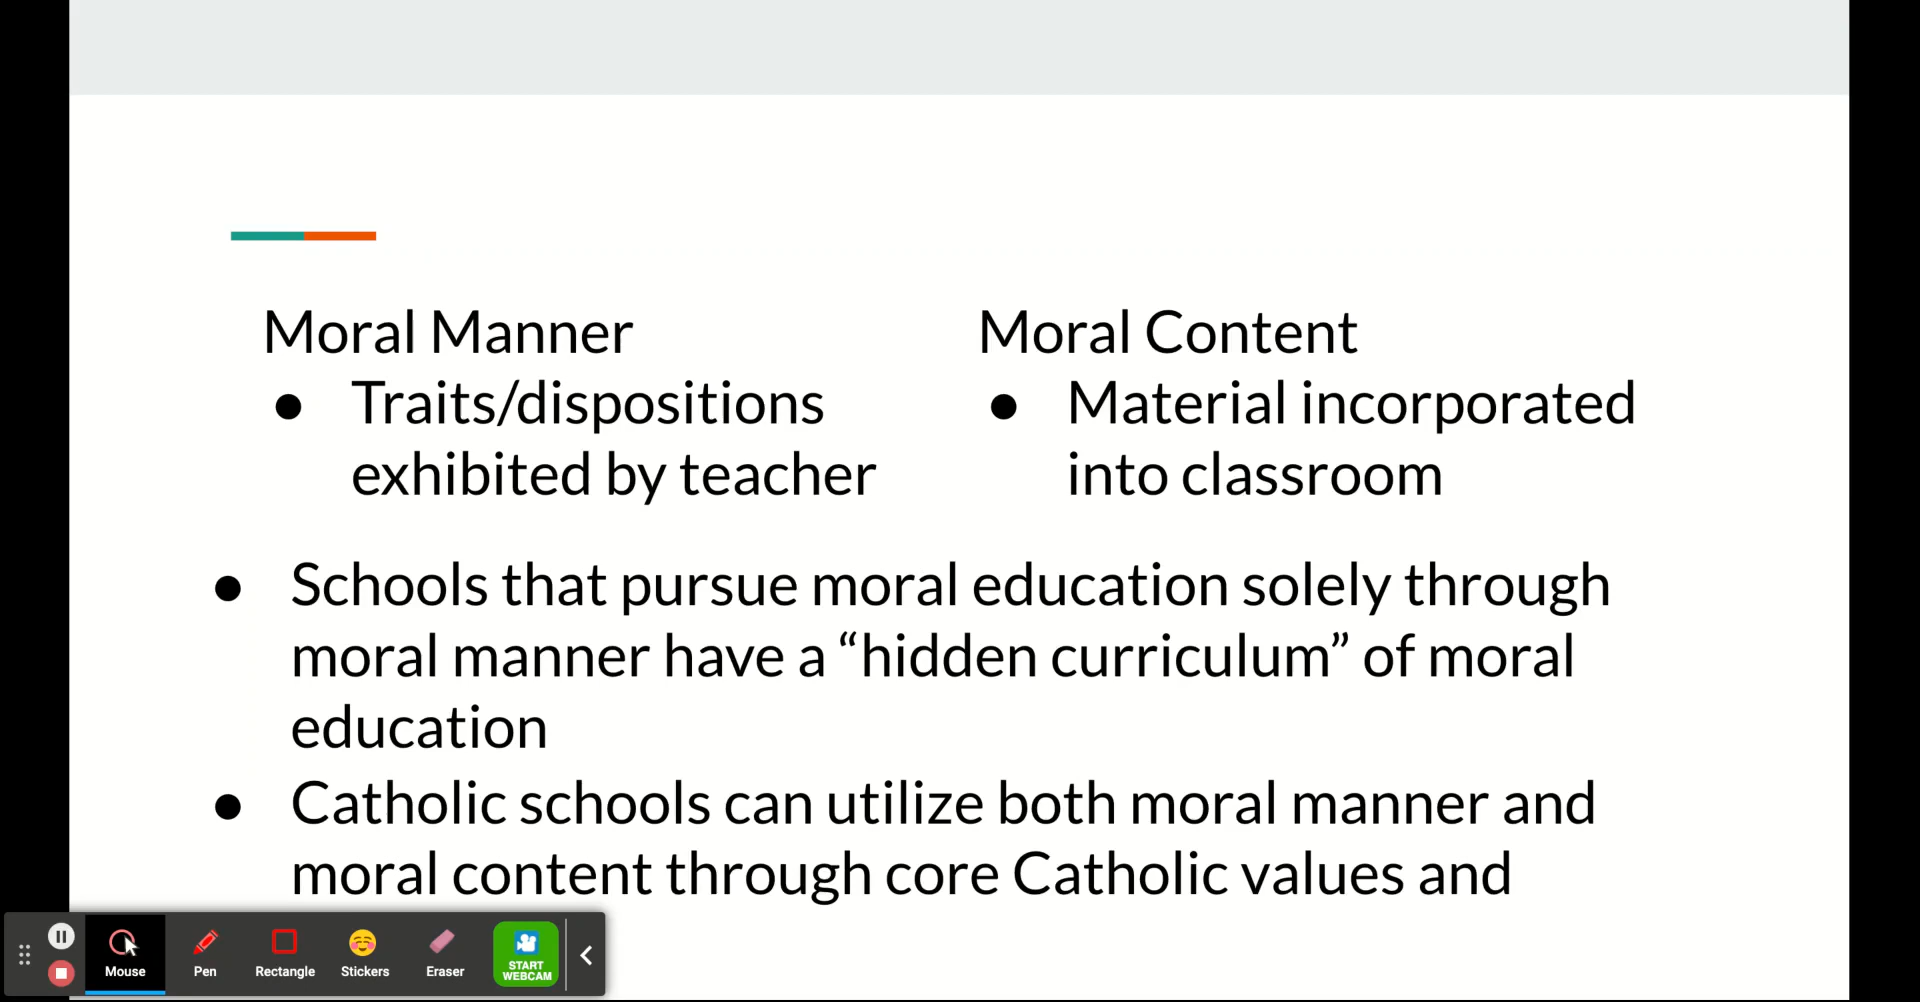 Moral Manner
● Traits/dispositions
exhibited by teacher
Moral Content
● Material incorporated
into classroom
● Schools that pursue moral education solely through
moral manner have a “hidden curriculum” of moral
education
● Catholic schools can utilize both moral manner and
moral content through core Catholic values and
Mouse
Pen
Rectangle
Stickers
Eraser
START
WEBCAM